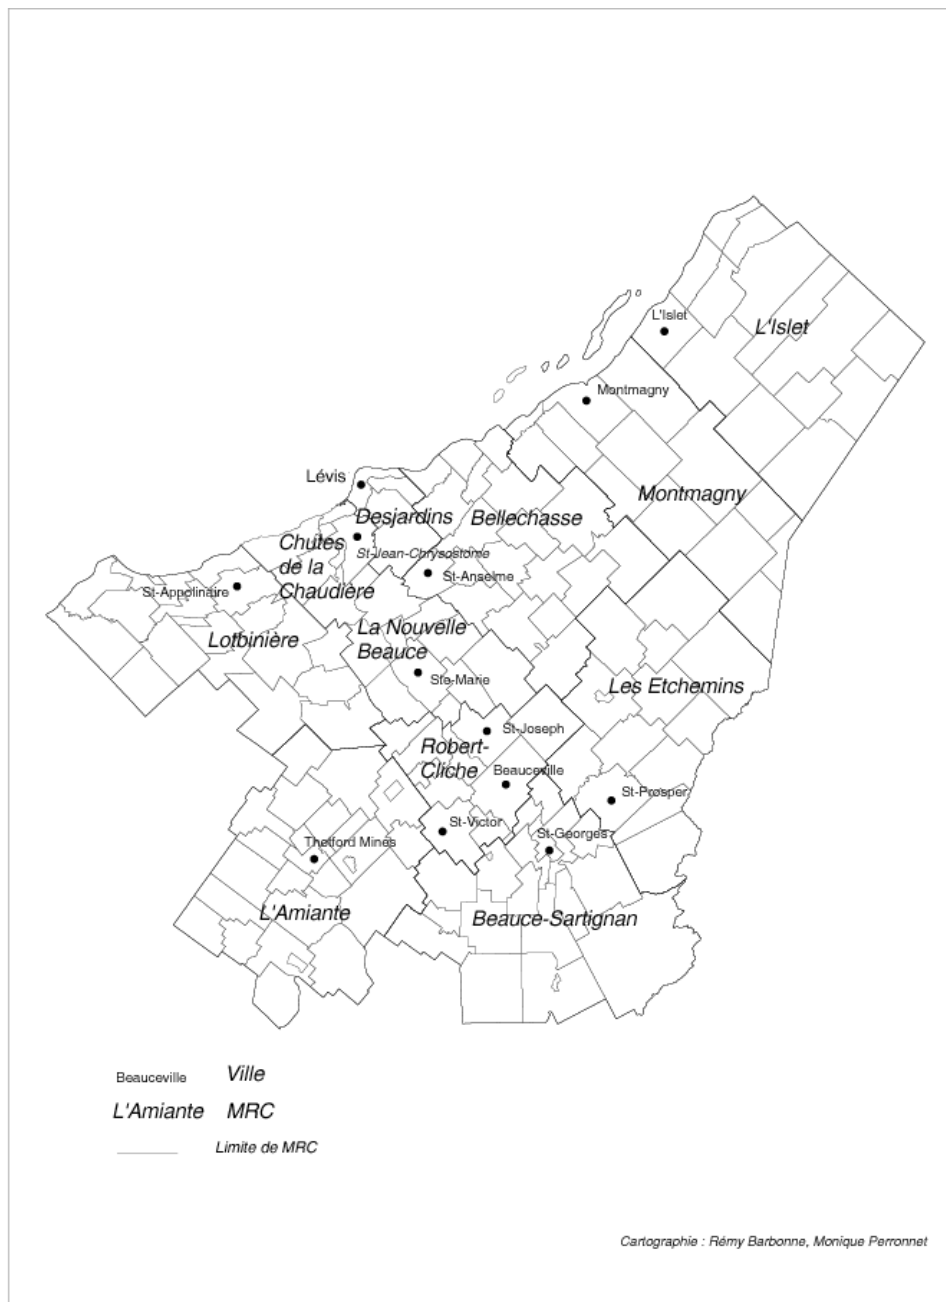 L'Islet
L'Islet
Montmagny
Montmagny
Lévis
Desjardins
Bellechasse
Chutes
de la
Chaudière
St-Jean-Chrysostome
St-Anselme
St-Appolinaire
Lotbinière
La Nouvelle
Beauce
Ste-Marie
Les Etchemins
St-Joseph
Robert-
Cliche
Beauceville
St-Prosper
St-Victor
St-Georges
Thetford Mines
L'Amiante
Beauce-Sartignan
Beauceville Ville
L'Amiante MRC
Limite de MRC
Cartographie : Rémy Barbonne, Monique Perronnet